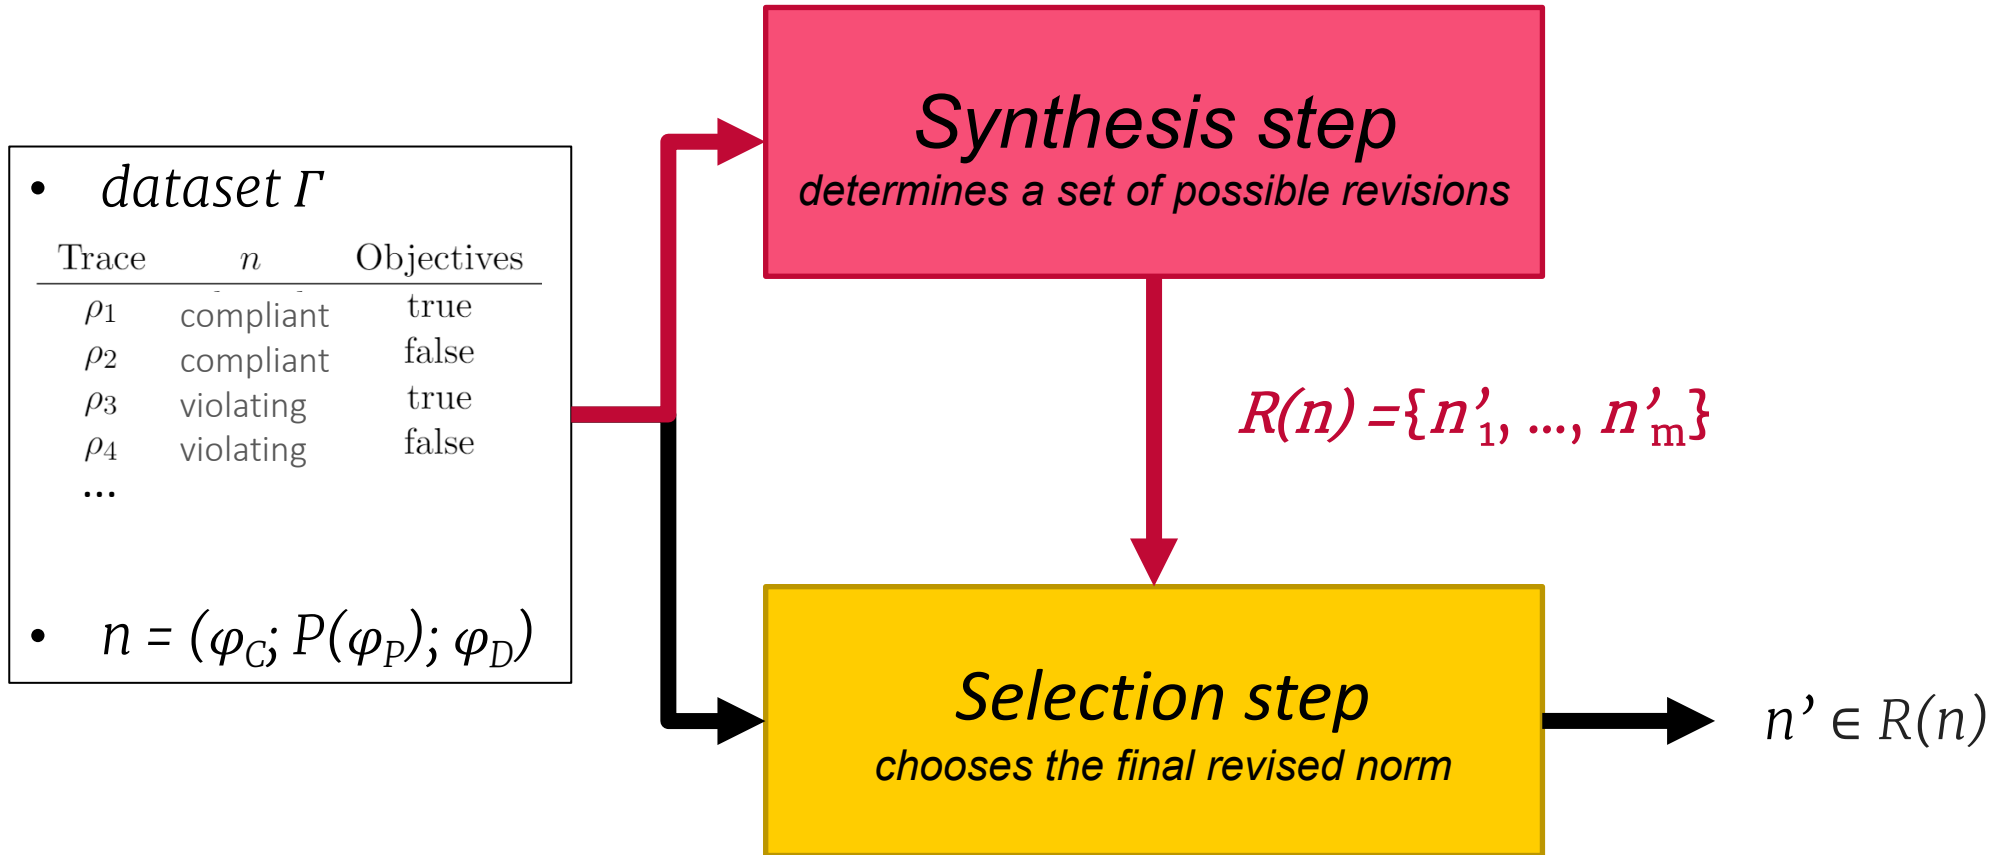 • dataset Γ
Trace n Objectives
ρ1 compliant true
ρ2 compliant false
ρ3 violating true
ρ4 violating false
...
• n = (φC; P(φP); φD)
Synthesis step
determines a set of possible revisions
R(n) ={n’1, ..., n’m}
Selection step
chooses the final revised norm
n’ ∈ R(n)